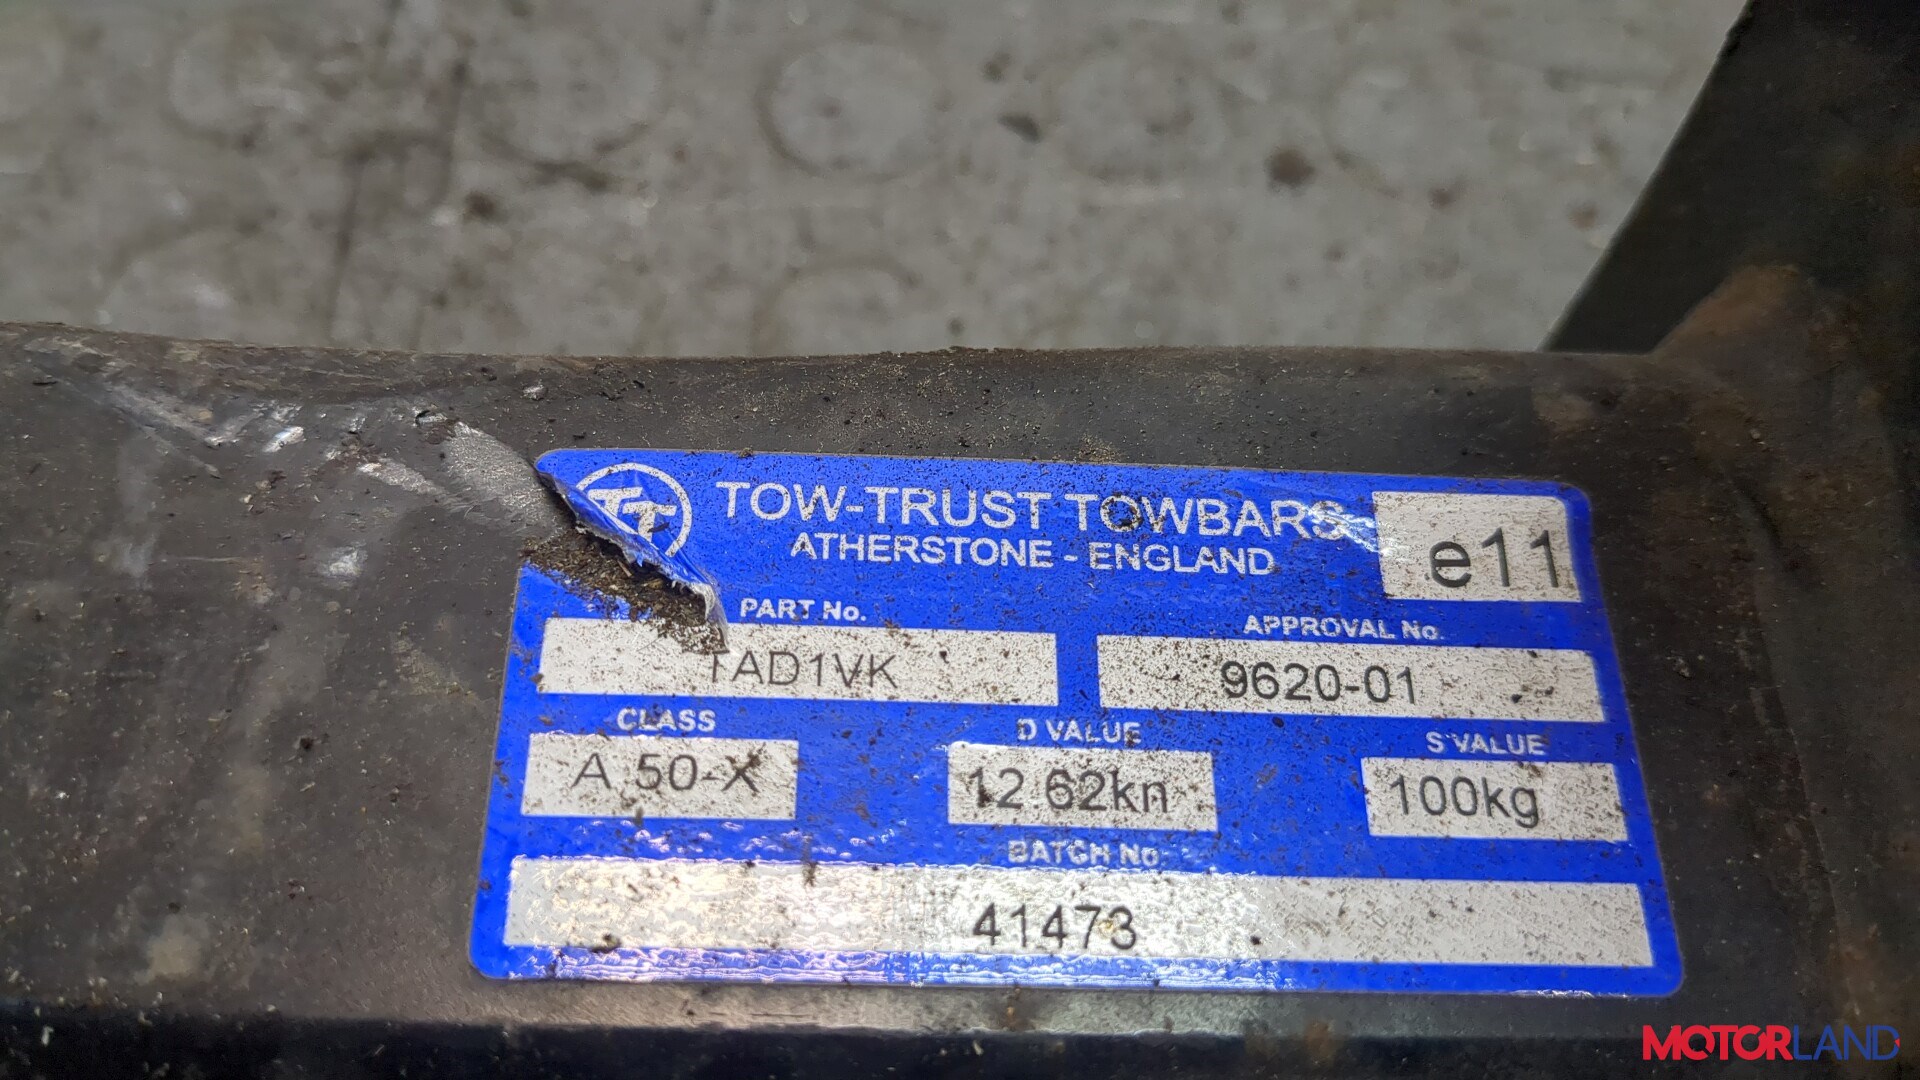 TT TOW-TRUST TOWBARS e11
ATHERSTONE - ENGLAND
PART No. APPROVAL No.
TAD1VK 9620-01
CLASS D VALUE S VALUE
A 50-X 12.62kn 100kg
BATCH No.
41473
MOTORLAND